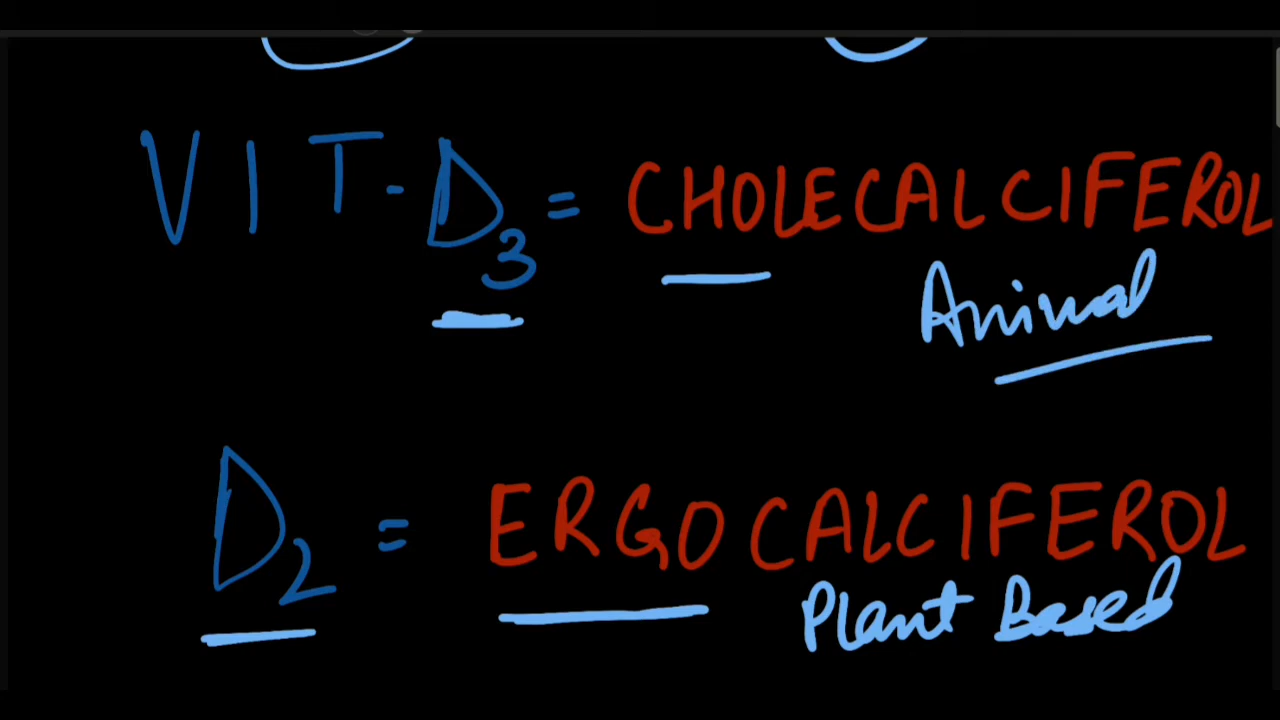 VIT-D3 = CHOLECALCIFEROL
Animal
D2 = ERGOCALCIFEROL
Plant Based